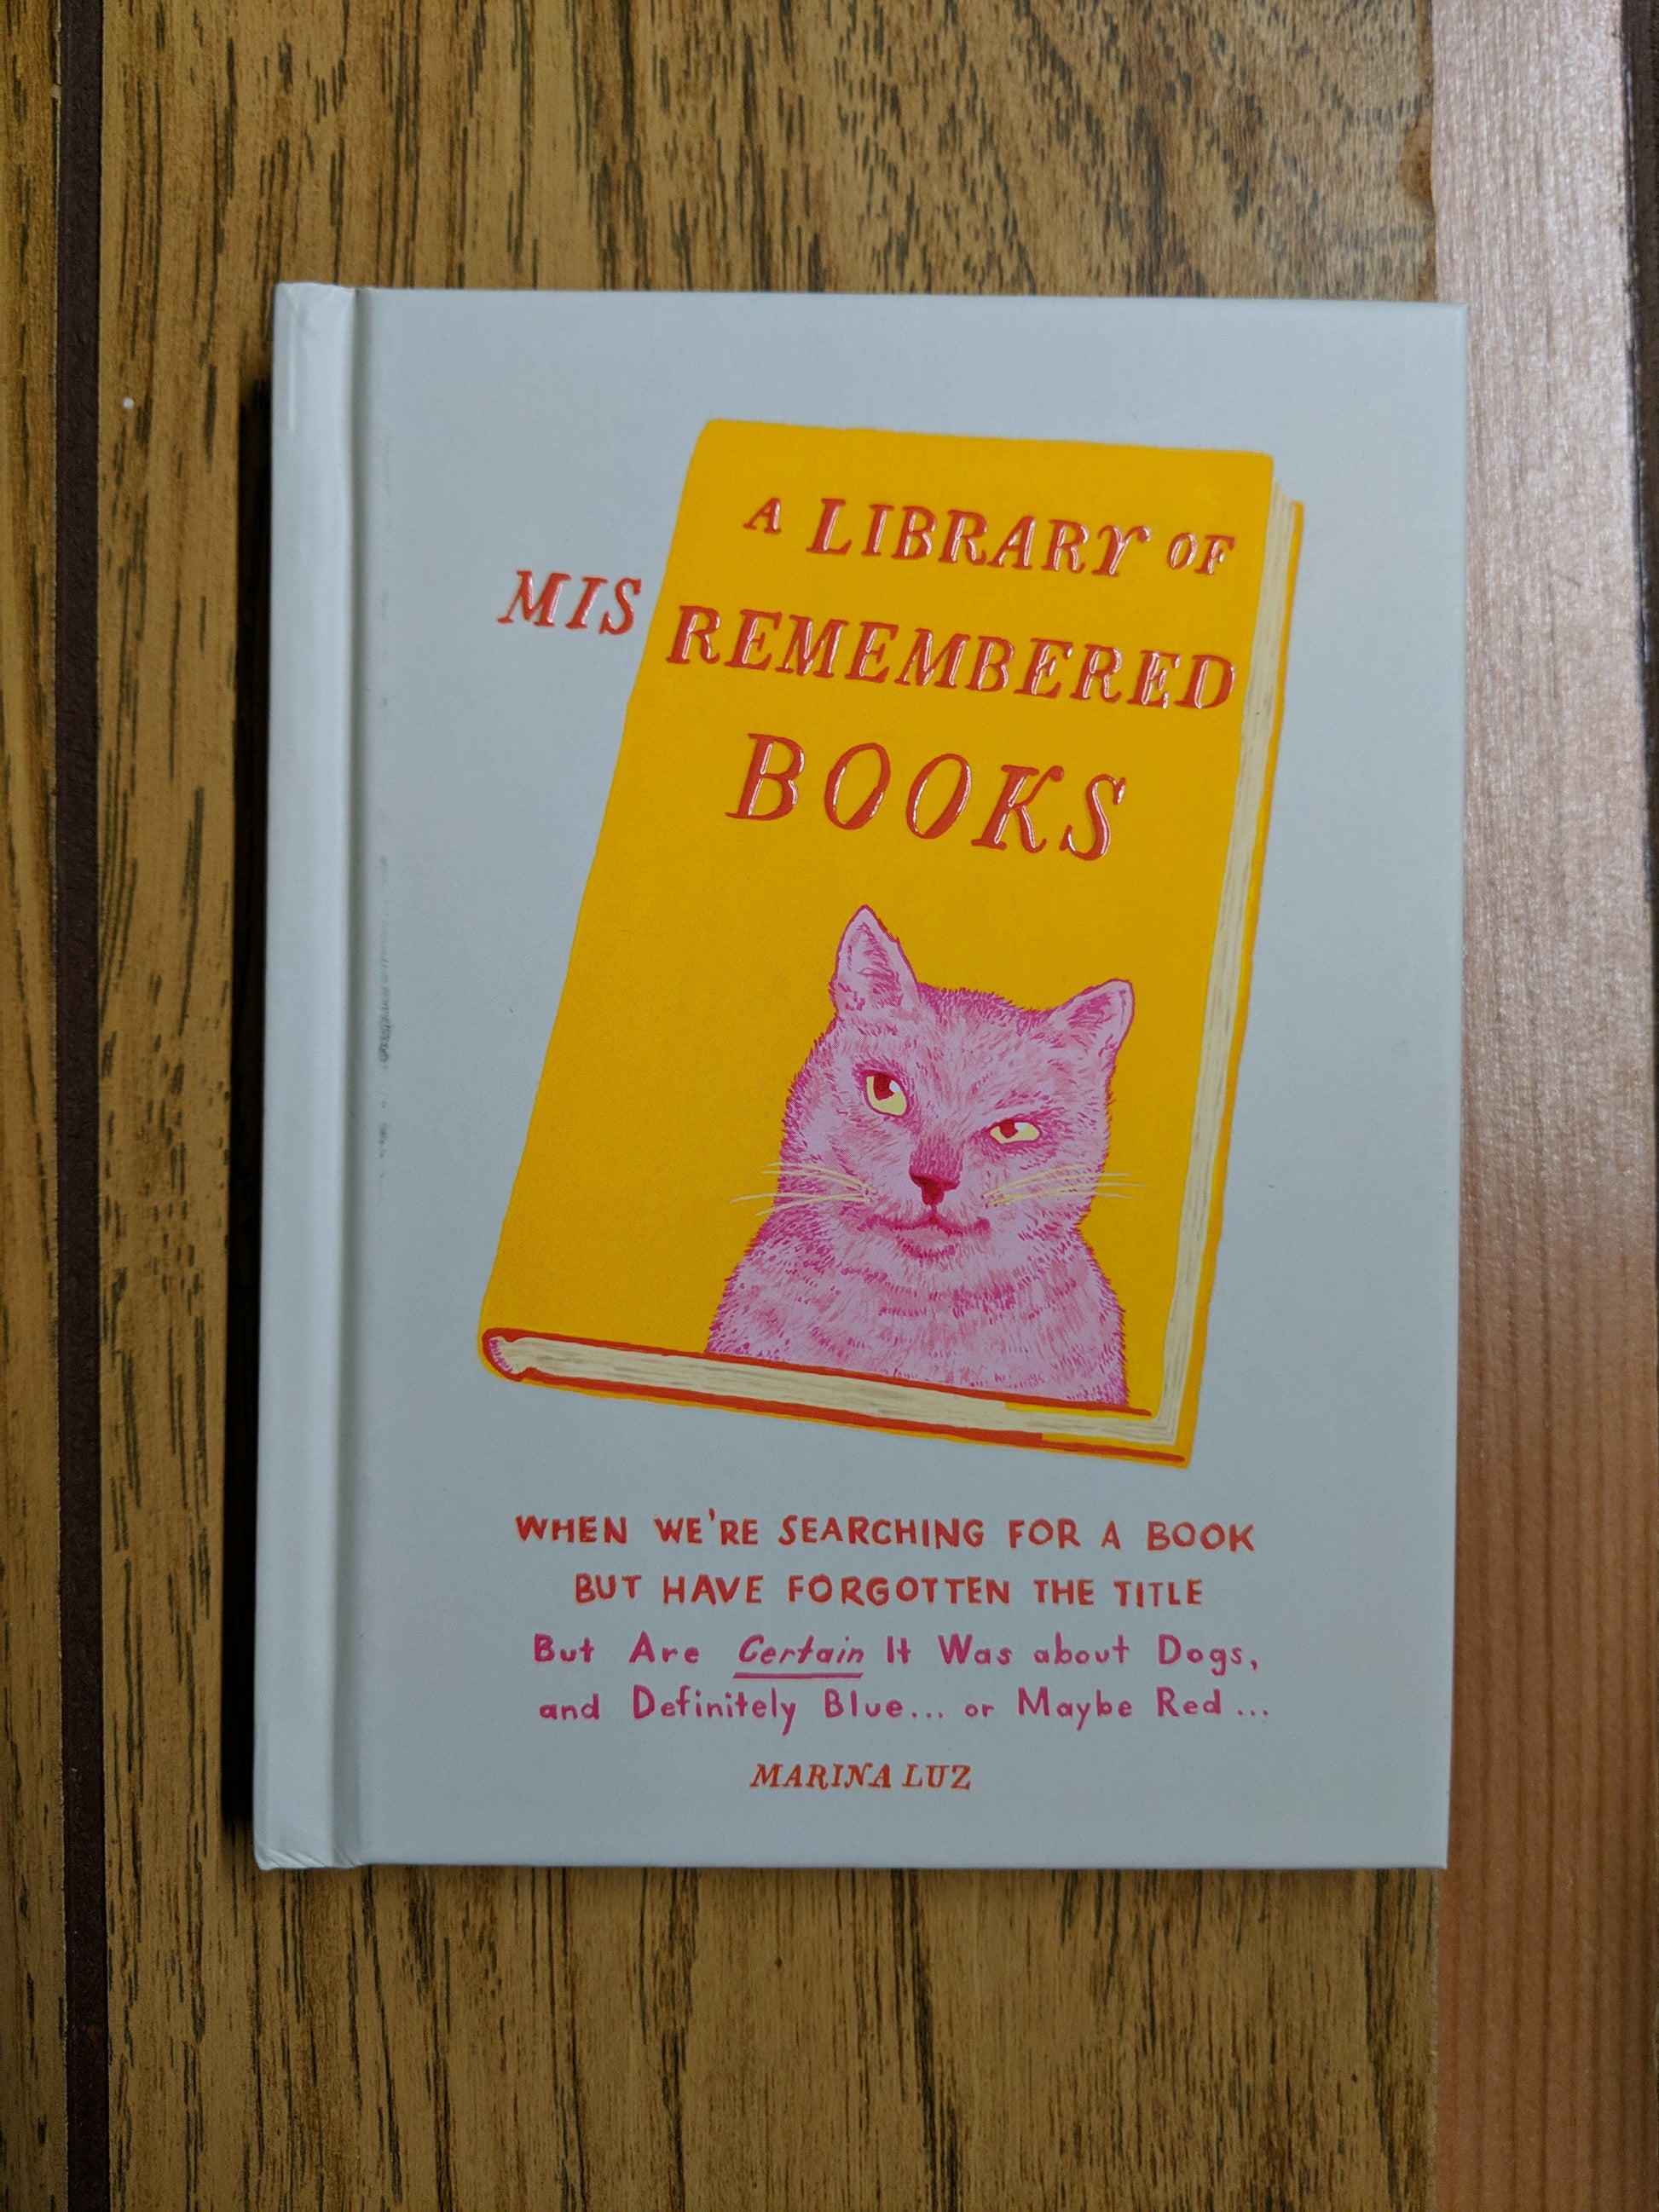 A LIBRARY OF
MIS REMEMBERED
BOOKS
WHEN WE'RE SEARCHING FOR A BOOK
BUT HAVE FORGOTTEN THE TITLE
But Are Certain It Was about Dogs,
and Definitely Blue... or Maybe Red...
MARINA LUZ